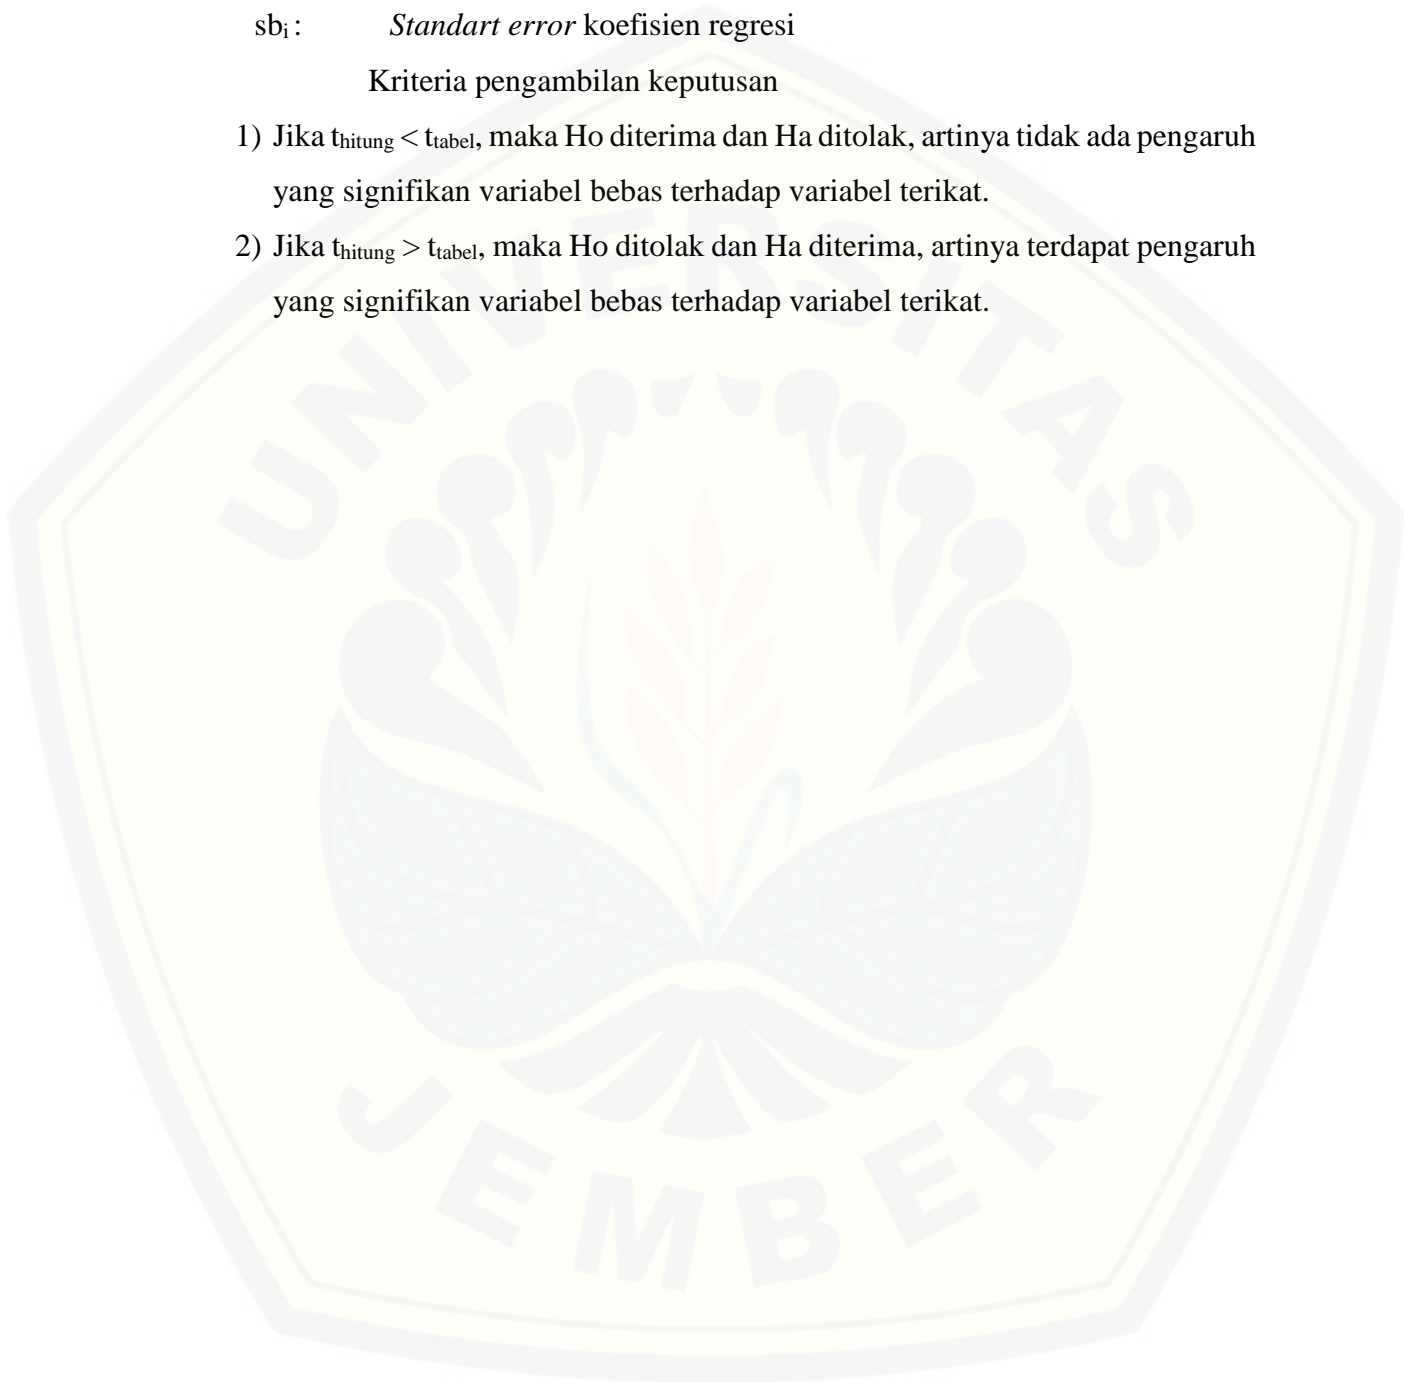 sbi : Standart error koefisien regresi
Kriteria pengambilan keputusan
1) Jika thitung < ttabel, maka Ho diterima dan Ha ditolak, artinya tidak ada pengaruh
yang signifikan variabel bebas terhadap variabel terikat.
2) Jika thitung > ttabel, maka Ho ditolak dan Ha diterima, artinya terdapat pengaruh
yang signifikan variabel bebas terhadap variabel terikat.
UNIVERSITAS
JEMBER